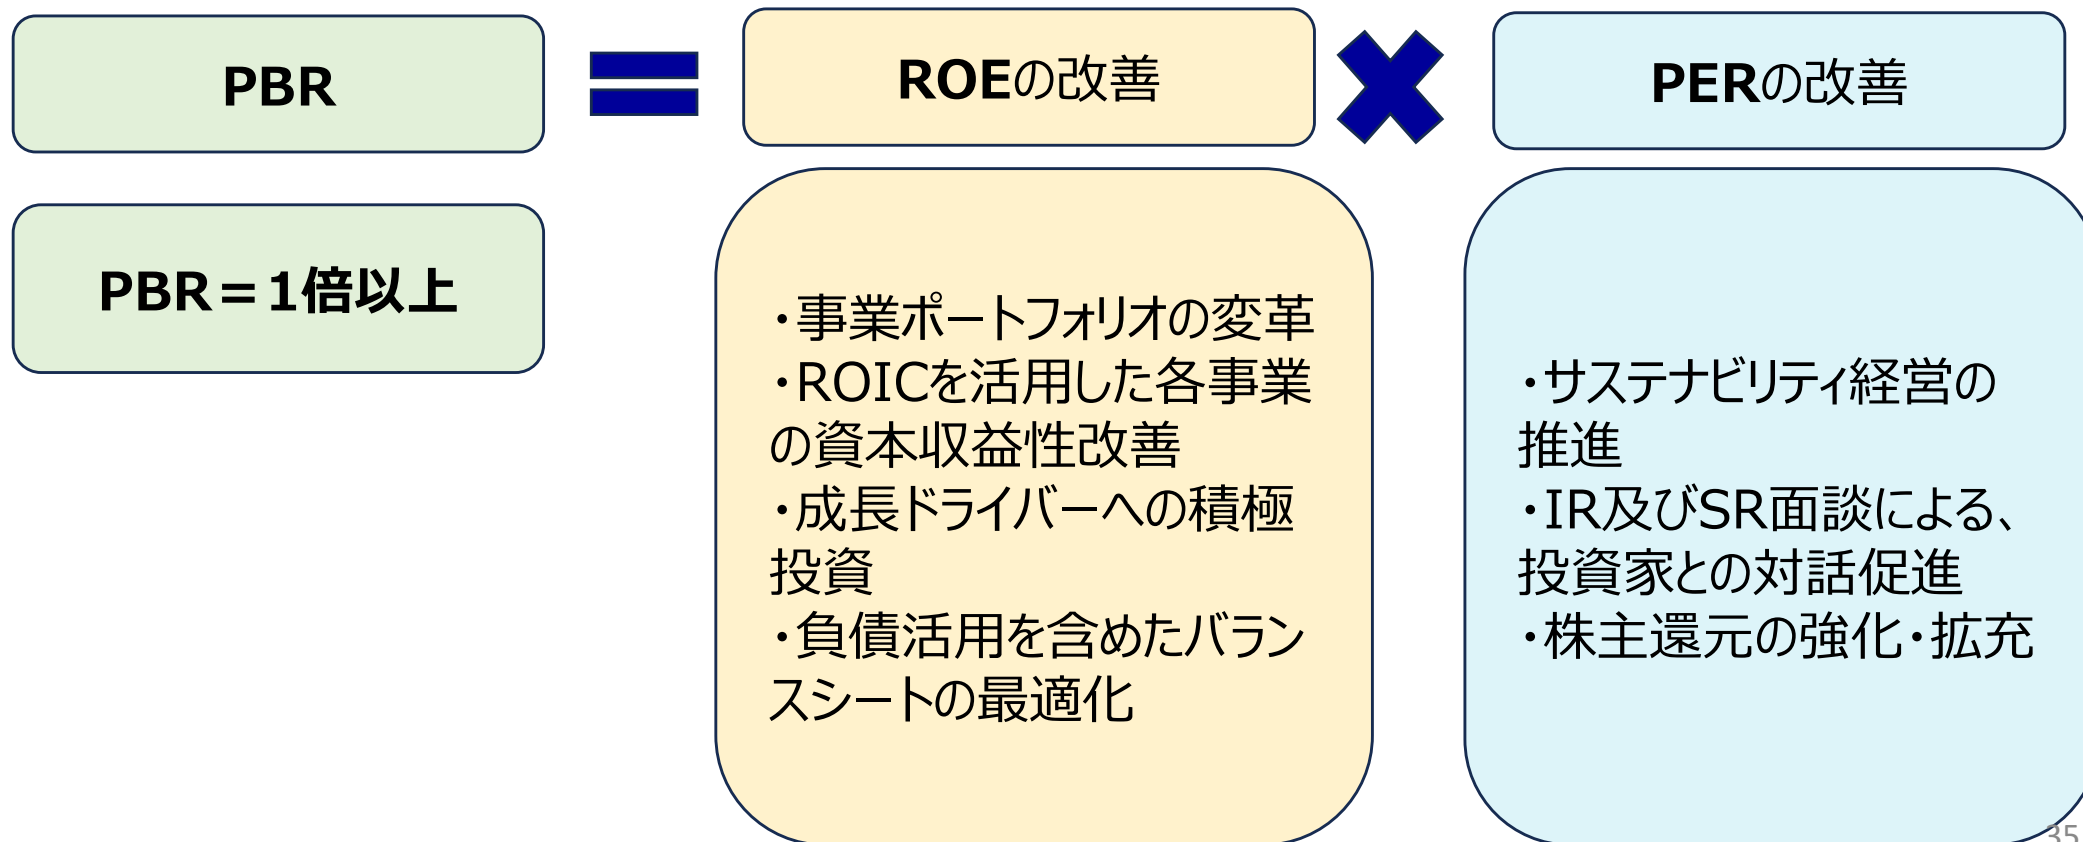 PBR
ROEの改善
PERの改善
PBR＝1倍以上
・事業ポートフォリオの変革
・ROICを活用した各事業
の資本収益性改善
・成長ドライバーへの積極
投資
・負債活用を含めたバラン
スシートの最適化
・サステナビリティ経営の
推進
・IR及びSR面談による、
投資家との対話促進
・株主還元の強化・拡充
35